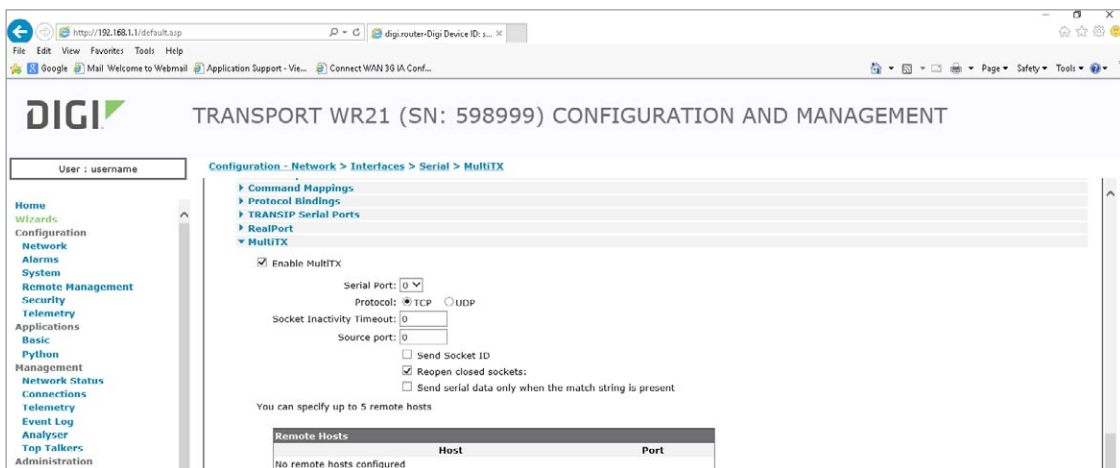 http://192.168.1.1/default.asp
digi.router-Digi Device ID: s...
File Edit View Favorites Tools Help
Google Mail Welcome to Webmail Application Support - Vie... Connect WAN 3G IA Conf...
Page Safety Tools
DIGI
TRANSPORT WR21 (SN: 598999) CONFIGURATION AND MANAGEMENT
User : username
Configuration - Network > Interfaces > Serial > MultiTX
Home
Wizards
Configuration
Network
Alarms
System
Remote Management
Security
Telemetry
Applications
Basic
Python
Management
Network Status
Connections
Telemetry
Event Log
Analyser
Top Talkers
Administration
Command Mappings
Protocol Bindings
TRANSIP Serial Ports
RealPort
MultiTX
Enable MultiTX
Serial Port: 0
Protocol: TCP UDP
Socket Inactivity Timeout: 0
Source port: 0
Send Socket ID
Reopen closed sockets:
Send serial data only when the match string is present
You can specify up to 5 remote hosts
Remote Hosts
Host Port
No remote hosts configured